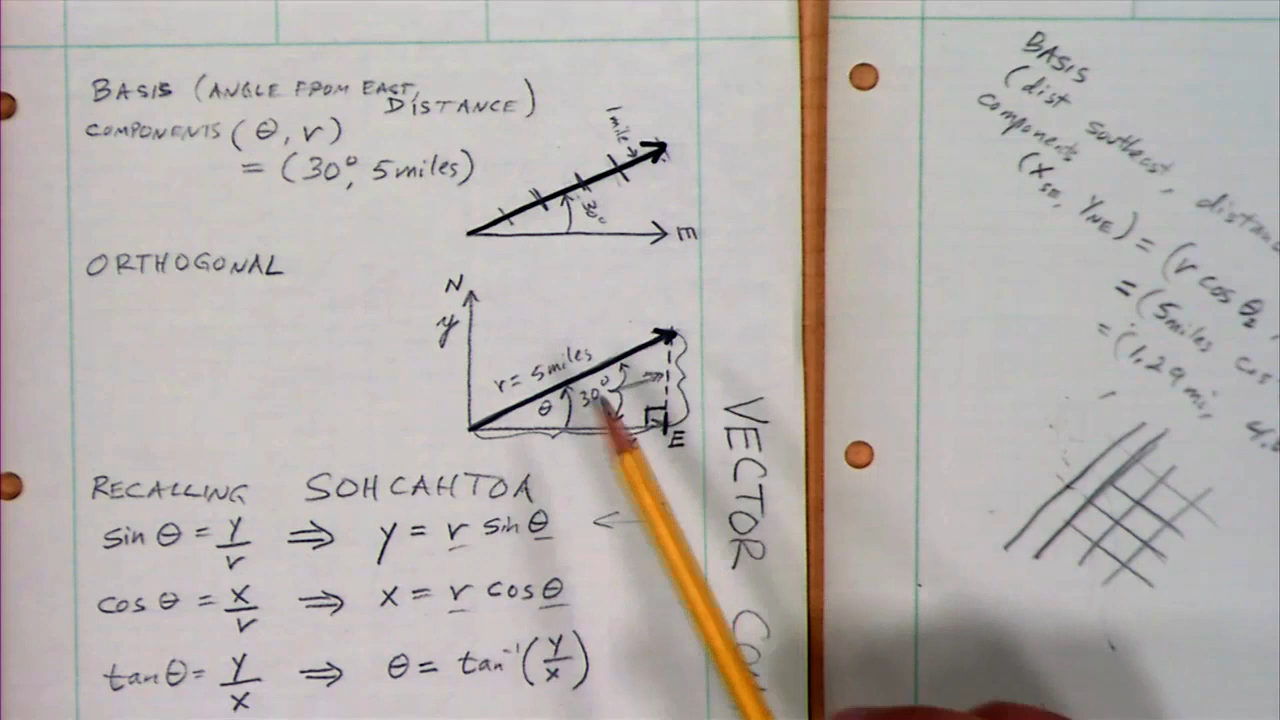 BASIS (ANGLE FROM EAST,
DISTANCE)
COMPONENTS (θ, r)
= (30°, 5 miles)
1 mile
30°
E
ORTHOGONAL
N
y
r = 5 miles
θ
30°
E
RECALLING SOHCAHTOA
sin θ = y/r ⇒ y = r sin θ
cos θ = x/r ⇒ x = r cos θ
tan θ = y/x ⇒ θ = tan⁻¹(y/x)
VECTOR
BASIS
(dist southeast, distan
components
(x_SE, y_NE) = (r cos θ₂,
= (5 miles cos
= (1.29 mi, 4.